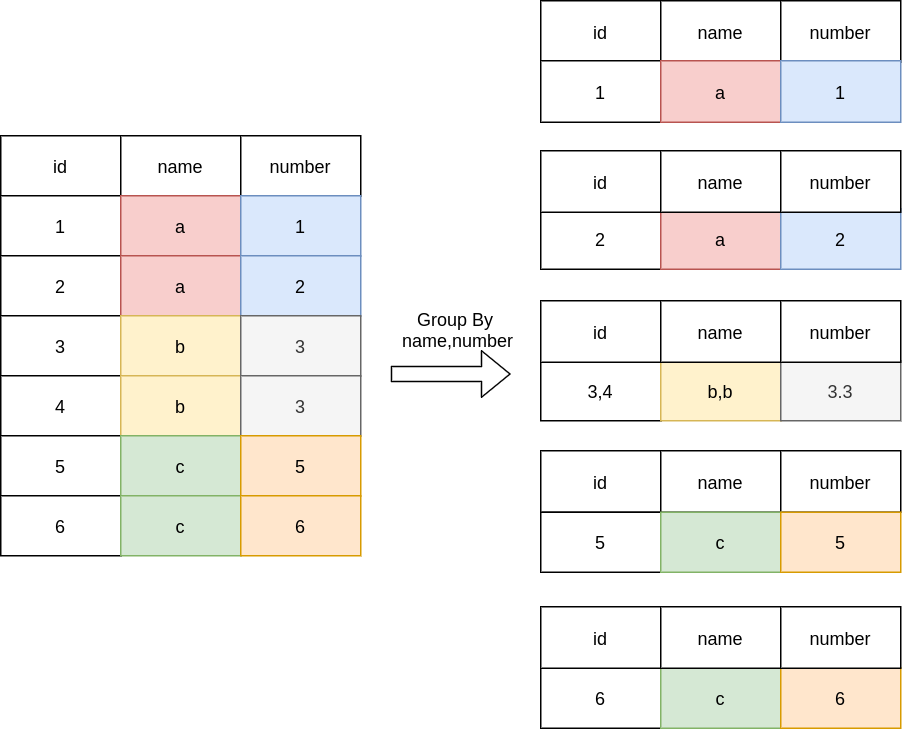 id name number
1 a 1
2 a 2
3 b 3
4 b 3
5 c 5
6 c 6
Group By
name,number
id name number
1 a 1
id name number
2 a 2
id name number
3,4 b,b 3.3
id name number
5 c 5
id name number
6 c 6